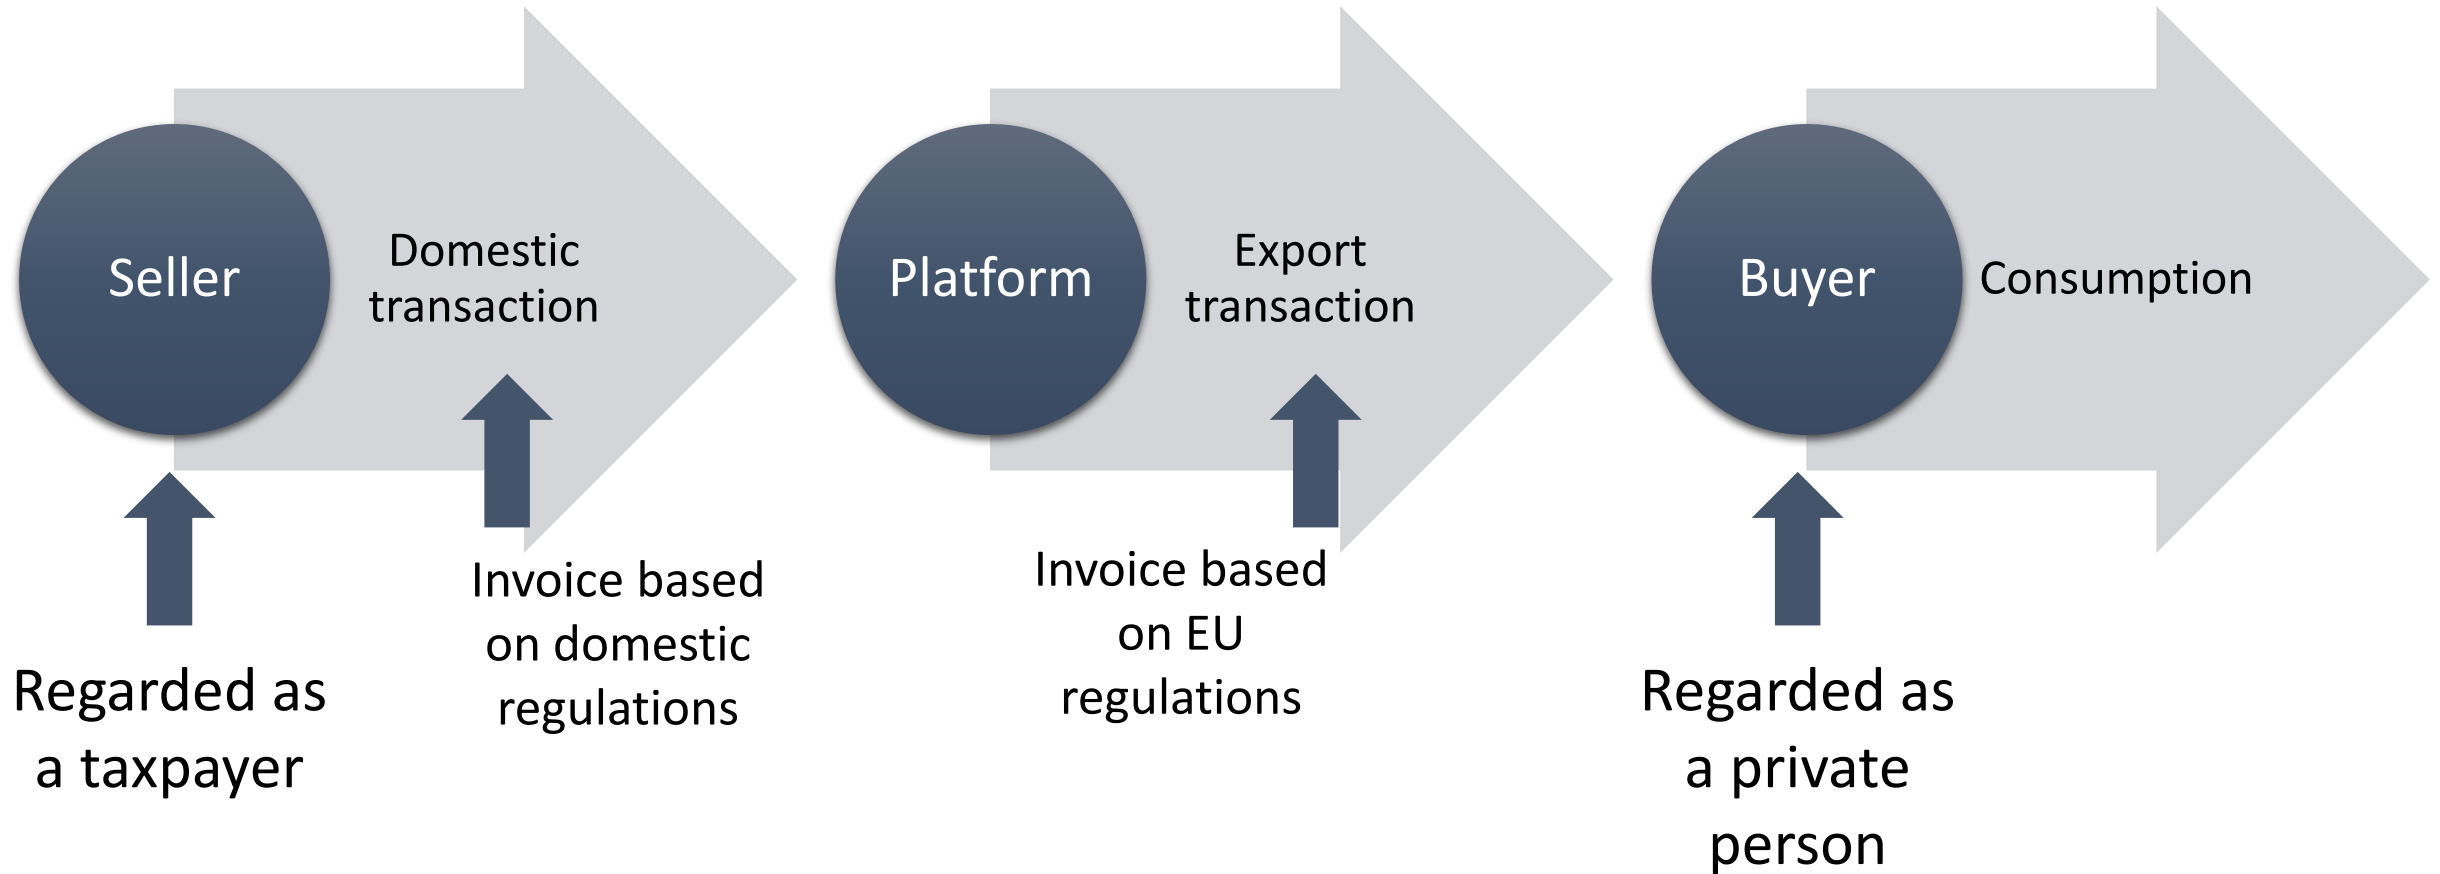 Seller
Domestic
transaction
Platform
Export
transaction
Buyer
Consumption
Regarded as
a taxpayer
Invoice based
on domestic
regulations
Invoice based
on EU
regulations
Regarded as
a private
person